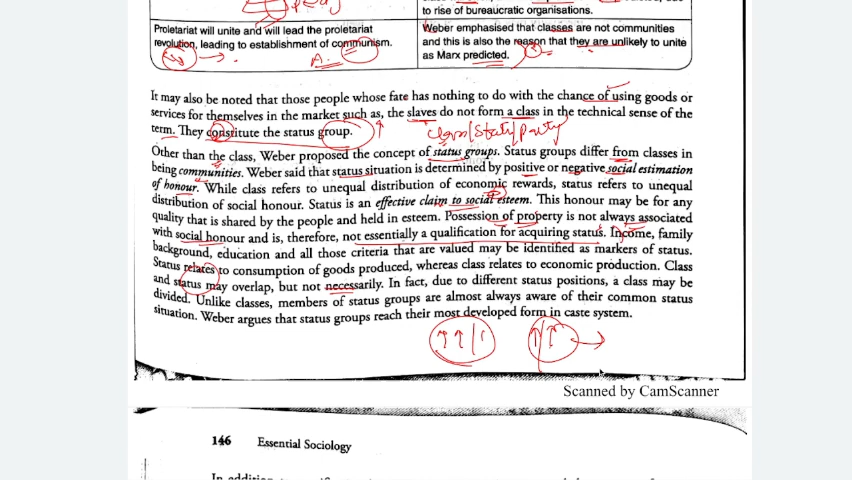 to rise of bureaucratic organisations.
Proletariat will unite and will lead the proletariat
revolution, leading to establishment of communism.
A.
Weber emphasised that classes are not communities
and this is also the reason that they are unlikely to unite
as Marx predicted.
It may also be noted that those people whose fate has nothing to do with the chance of using goods or
services for themselves in the market such as, the slaves do not form a class in the technical sense of the
term. They constitute the status group.
class/Stats/party
Other than the class, Weber proposed the concept of status groups. Status groups differ from classes in
being communities. Weber said that status situation is determined by positive or negative social estimation
of honour. While class refers to unequal distribution of economic rewards, status refers to unequal
distribution of social honour. Status is an effective claim to social esteem. This honour may be for any
quality that is shared by the people and held in esteem. Possession of property is not always associated
with social honour and is, therefore, not essentially a qualification for acquiring status. Income, family
background, education and all those criteria that are valued may be identified as markers of status.
Status relates to consumption of goods produced, whereas class relates to economic production. Class
and status may overlap, but not necessarily. In fact, due to different status positions, a class may be
divided. Unlike classes, members of status groups are almost always aware of their common status
situation. Weber argues that status groups reach their most developed form in caste system.
Scanned by CamScanner
146 Essential Sociology